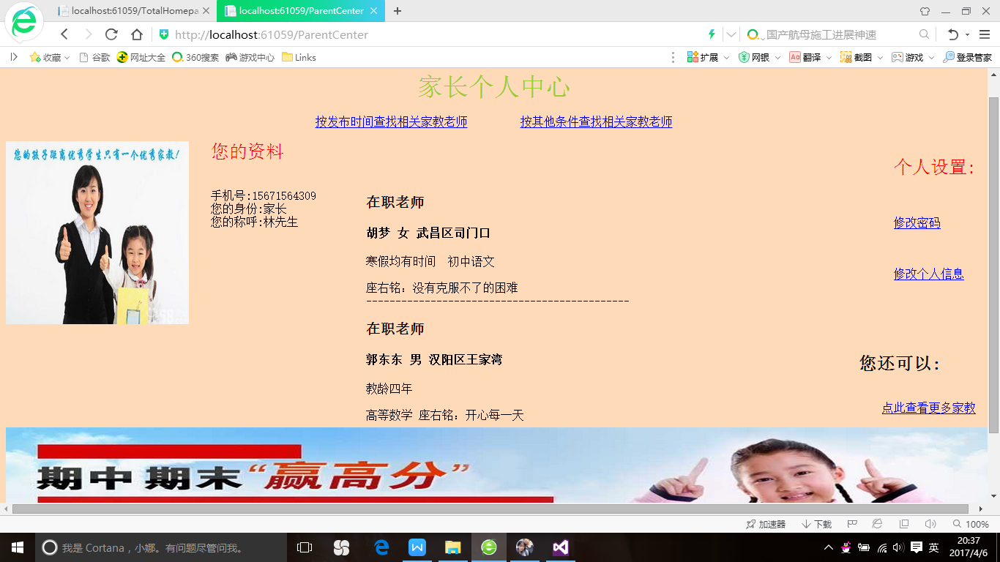 localhost:61059/TotalHomepa
localhost:61059/ParentCenter
http://localhost:61059/ParentCenter
国产航母施工进展神速
收藏 谷歌 网址大全 360搜索 游戏中心 Links
扩展 网银 Aa 翻译 截图 游戏 登录管家
家长个人中心
按发布时间查找相关家教老师 按其他条件查找相关家教老师
您的孩子距离优秀学生只有一个优秀家教!
您的资料
手机号:15671564309
您的身份:家长
您的称呼:林先生
在职老师
胡梦 女 武昌区司门口
寒假均有时间 初中语文
座右铭：没有克服不了的困难
---------------------------------------------
在职老师
郭东东 男 汉阳区王家湾
教龄四年
高等数学 座右铭：开心每一天
个人设置:
修改密码
修改个人信息
您还可以:
点此查看更多家教
期中期末“赢高分”
加速器 下载 100%
我是 Cortana，小娜。有问题尽管问我。
英
20:37
2017/4/6